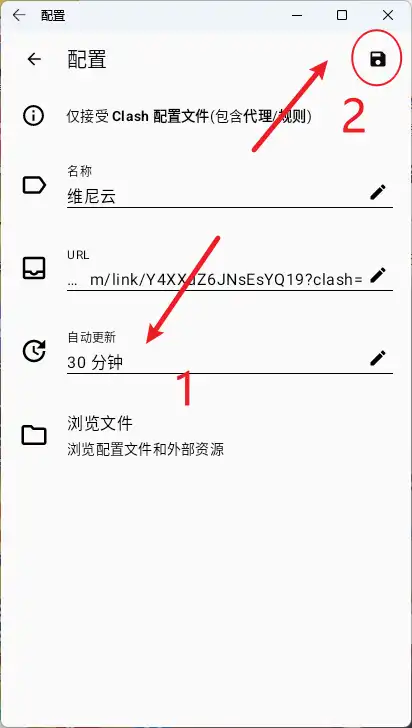 配置
配置
2
仅接受 Clash 配置文件(包含代理/规则)
名称
维尼云
URL
… m/link/Y4XXdZ6JNsEsYQ19?clash=
自动更新
30 分钟
1
浏览文件
浏览配置文件和外部资源